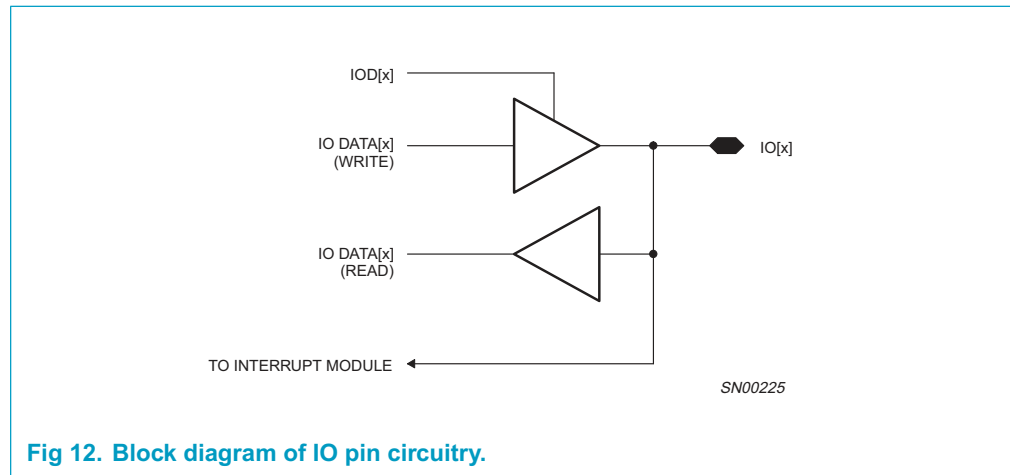 IOD[x]
IO DATA[x]
(WRITE)
IO[x]
IO DATA[x]
(READ)
TO INTERRUPT MODULE
SN00225
Fig 12. Block diagram of IO pin circuitry.